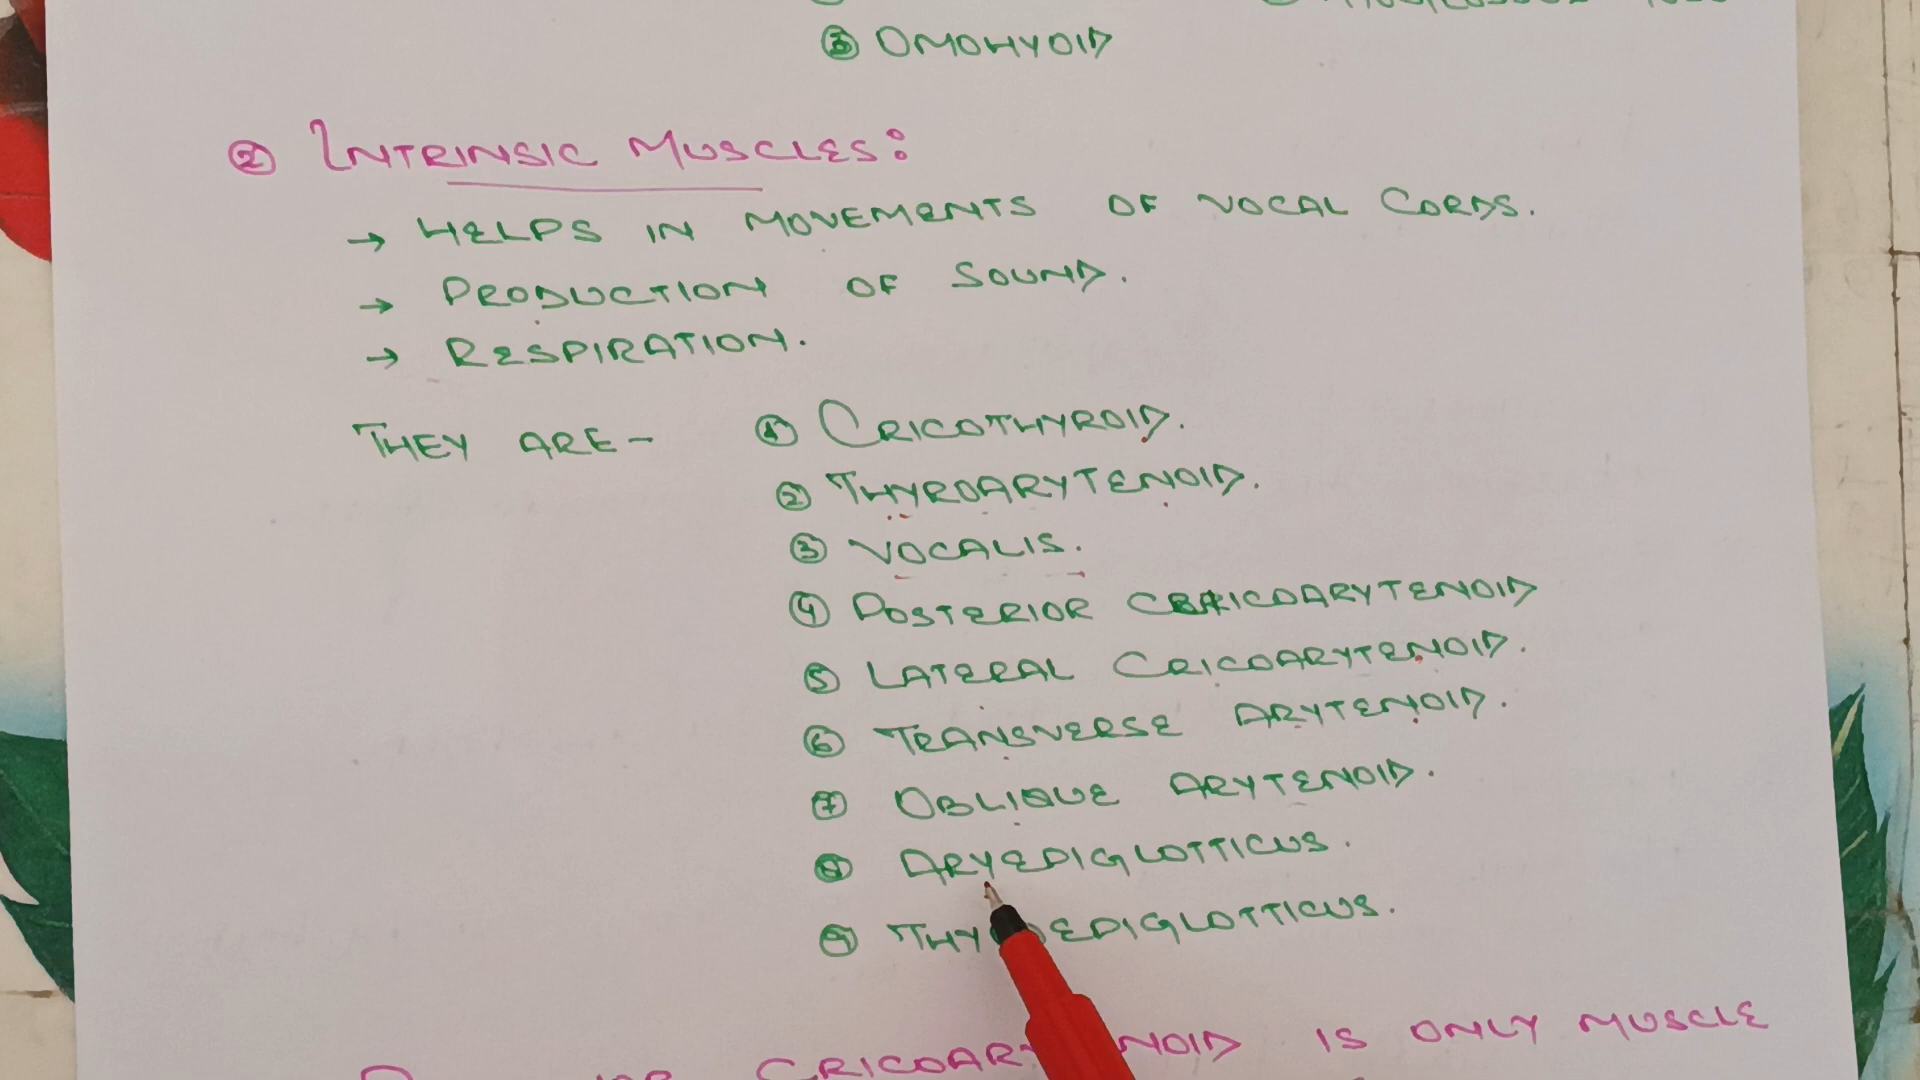 ③ OMOHYOID
② INTRINSIC MUSCLES:
→ HELPS IN MOVEMENTS OF VOCAL CORDS.
→ PRODUCTION OF SOUND.
→ RESPIRATION.
THEY ARE - ① CRICOTHYROID.
② THYROARYTENOID.
③ VOCALIS.
④ POSTERIOR CRICOARYTENOID
⑤ LATERAL CRICOARYTENOID.
⑥ TRANSVERSE ARYTENOID.
⑦ OBLIQUE ARYTENOID.
⑧ ARYEPIGLOTTICUS.
⑨ THYROEPIGLOTTICUS.
IS ONLY MUSCLE